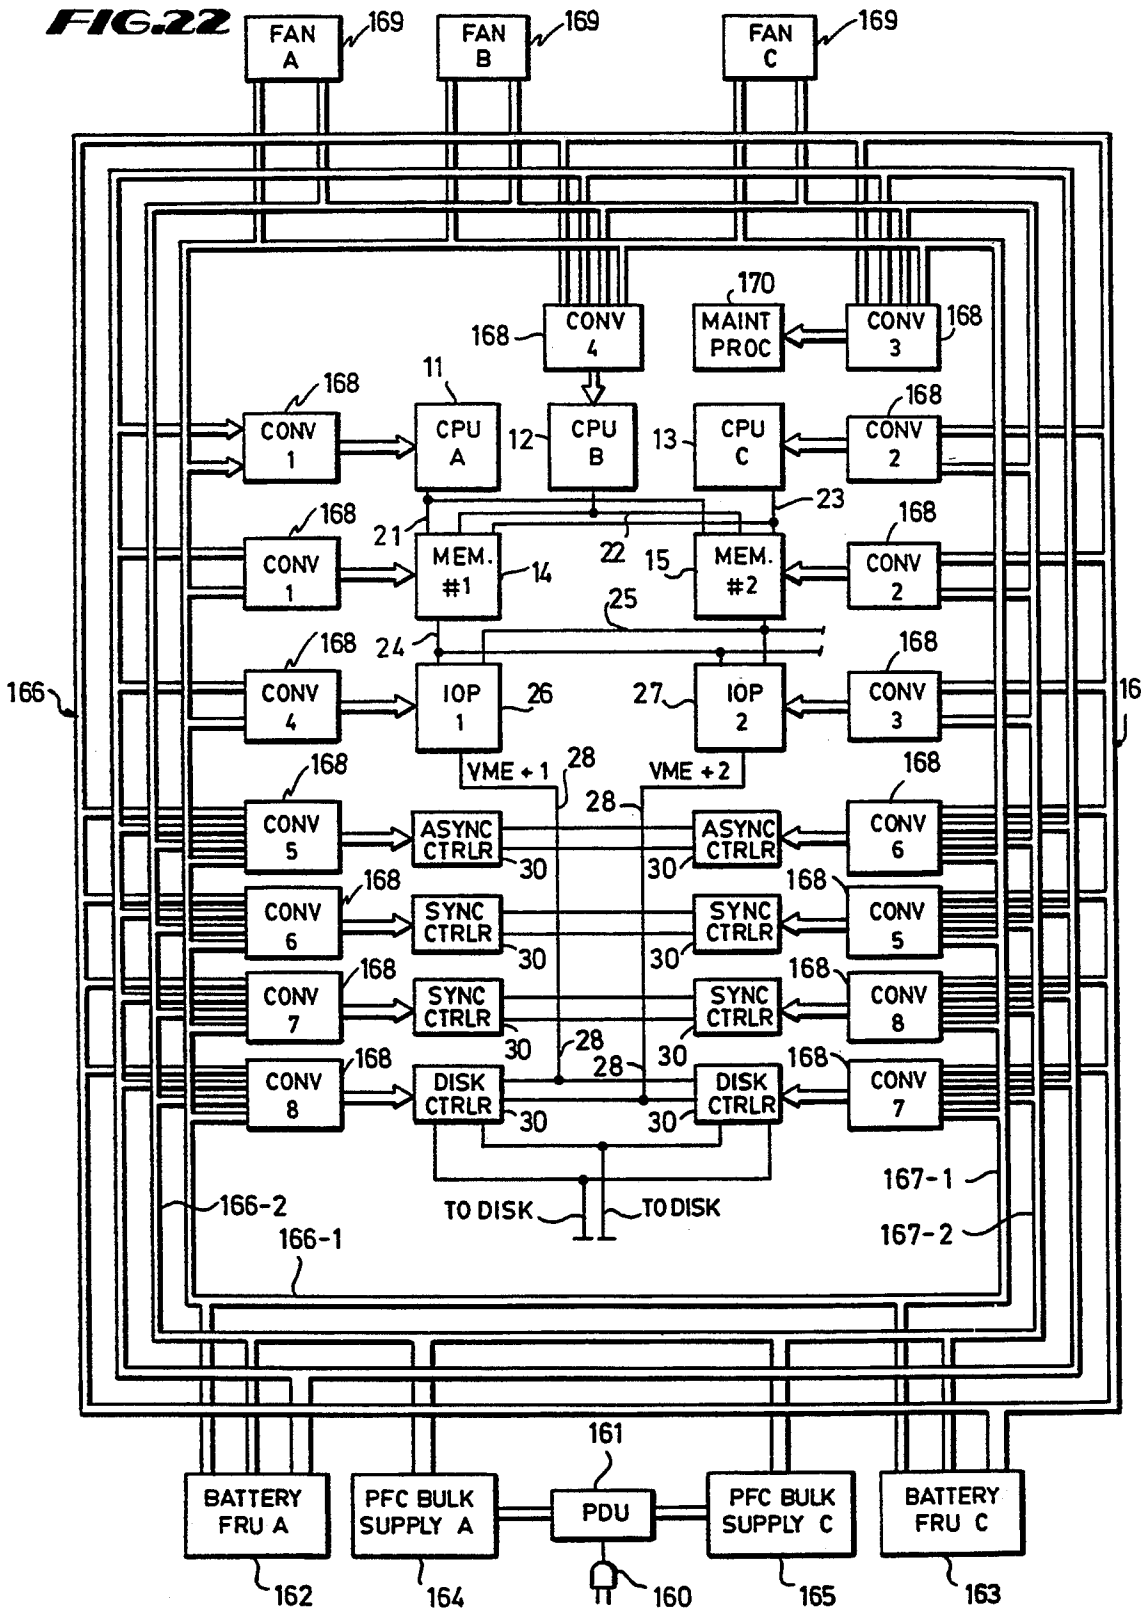 FIG.22
FAN
A
169
FAN
B
169
FAN
C
169
170
168
CONV
4
MAINT
PROC
CONV
3
168
168
11
168
CONV
1
CPU
A
12
CPU
B
13
CPU
C
CONV
2
168
21
22
23
168
CONV
1
MEM.
#1
14
15
MEM.
#2
CONV
2
25
168
24
168
166
CONV
4
IOP
1
26
27
IOP
2
CONV
3
16
168
VME + 1
28
VME + 2
28
168
CONV
5
ASYNC
CTRLR
30
ASYNC
CTRLR
30
CONV
6
168
168
CONV
6
SYNC
CTRLR
30
SYNC
CTRLR
30
CONV
5
168
168
CONV
7
SYNC
CTRLR
30
SYNC
CTRLR
30
CONV
8
28
28
168
168
CONV
8
DISK
CTRLR
30
DISK
CTRLR
30
CONV
7
166-2
TO DISK
TO DISK
167-1
167-2
166-1
161
BATTERY
FRU A
PFC BULK
SUPPLY A
PDU
PFC BULK
SUPPLY C
BATTERY
FRU C
162
164
160
165
163